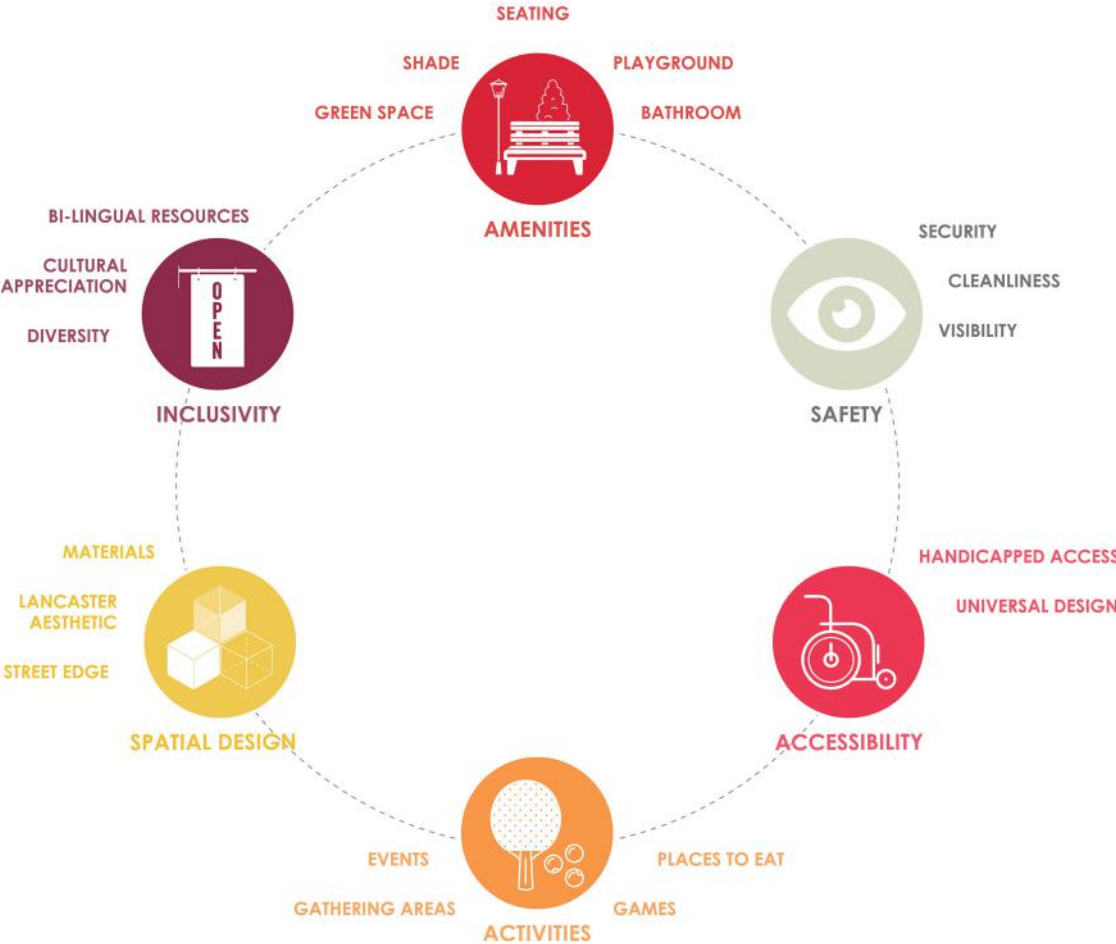 SEATING
SHADE
PLAYGROUND
GREEN SPACE
BATHROOM
AMENITIES
BI-LINGUAL RESOURCES
CULTURAL
APPRECIATION
DIVERSITY
OPEN
INCLUSIVITY
SECURITY
CLEANLINESS
VISIBILITY
SAFETY
MATERIALS
LANCASTER
AESTHETIC
STREET EDGE
SPATIAL DESIGN
HANDICAPPED ACCESS
UNIVERSAL DESIGN
ACCESSIBILITY
EVENTS
PLACES TO EAT
GATHERING AREAS
GAMES
ACTIVITIES